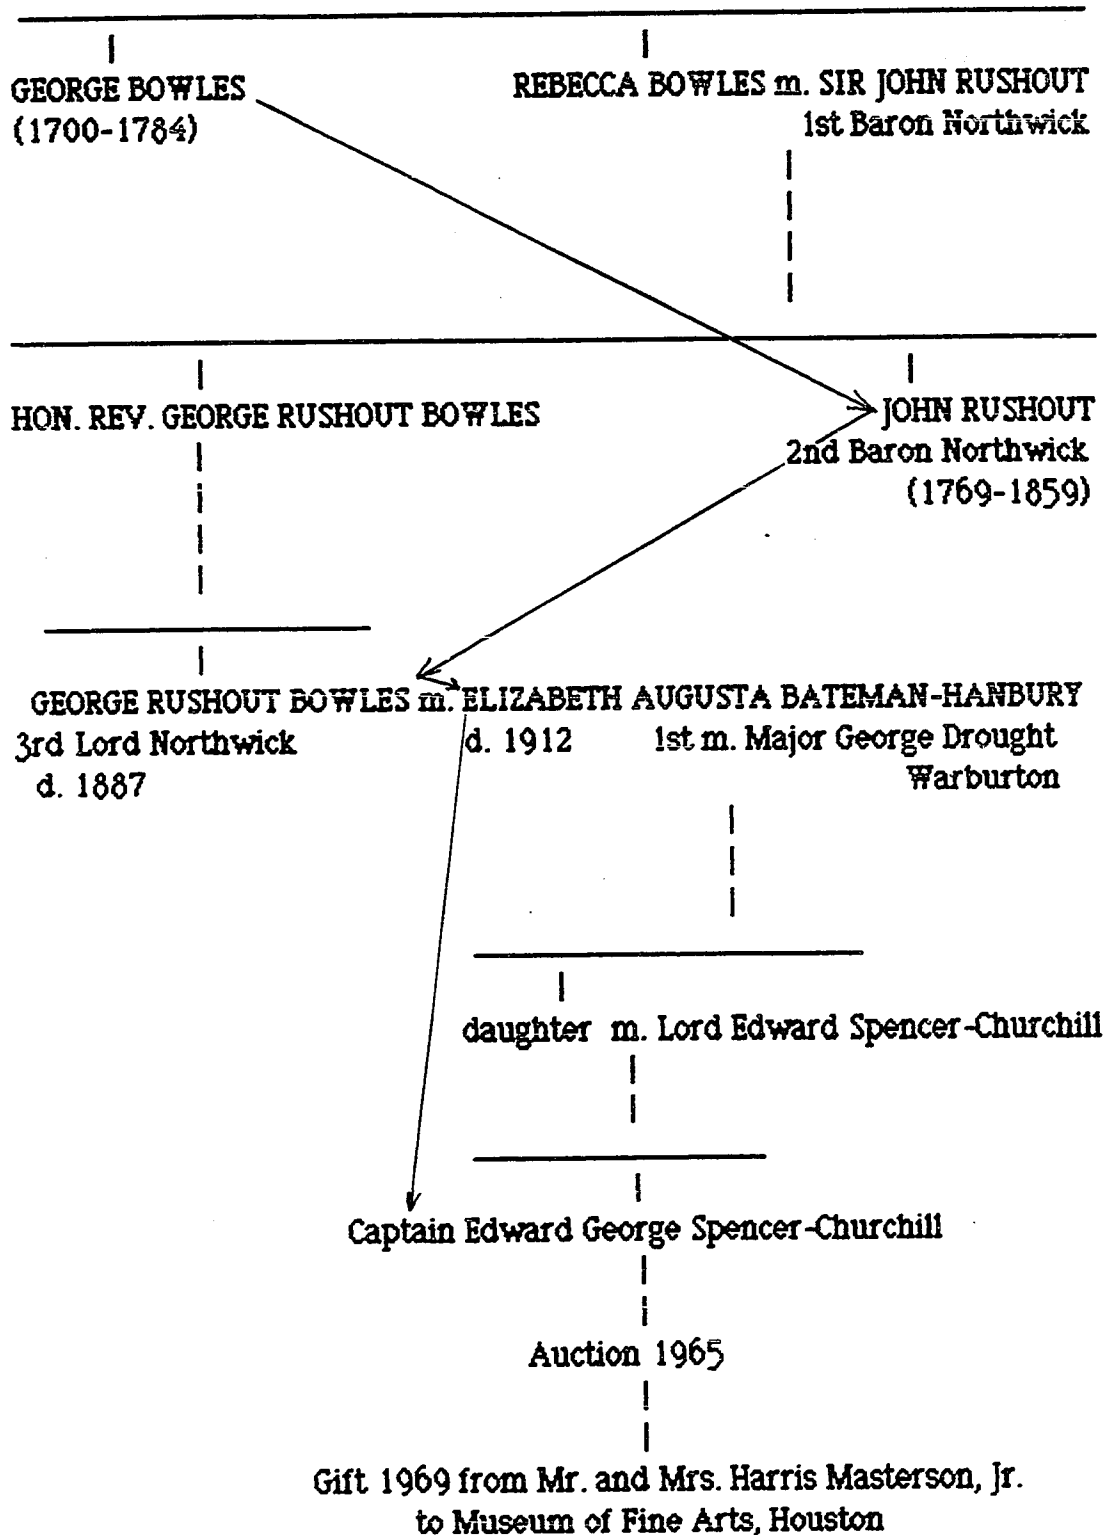 GEORGE BOWLES
(1700-1784)
REBECCA BOWLES m. SIR JOHN RUSHOUT
1st Baron Northwick
HON. REV. GEORGE RUSHOUT BOWLES
JOHN RUSHOUT
2nd Baron Northwick
(1769-1859)
GEORGE RUSHOUT BOWLES m. ELIZABETH AUGUSTA BATEMAN-HANBURY
3rd Lord Northwick
d. 1887
d. 1912
1st m. Major George Drought
Warburton
daughter m. Lord Edward Spencer-Churchill
Captain Edward George Spencer-Churchill
Auction 1965
Gift 1969 from Mr. and Mrs. Harris Masterson, Jr.
to Museum of Fine Arts, Houston